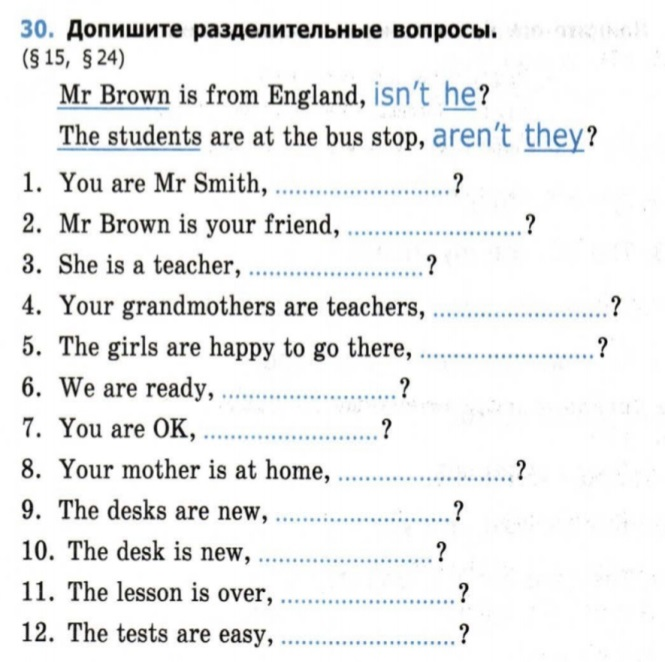 30. Допишите разделительные вопросы.
(§ 15, § 24)
Mr Brown is from England, isn't he?
The students are at the bus stop, aren't they?
1. You are Mr Smith, ..............................?
2. Mr Brown is your friend, ..............................?
3. She is a teacher, ..............................?
4. Your grandmothers are teachers, ..............................?
5. The girls are happy to go there, ..............................?
6. We are ready, ..............................?
7. You are OK, ..............................?
8. Your mother is at home, ..............................?
9. The desks are new, ..............................?
10. The desk is new, ..............................?
11. The lesson is over, ..............................?
12. The tests are easy, ..............................?